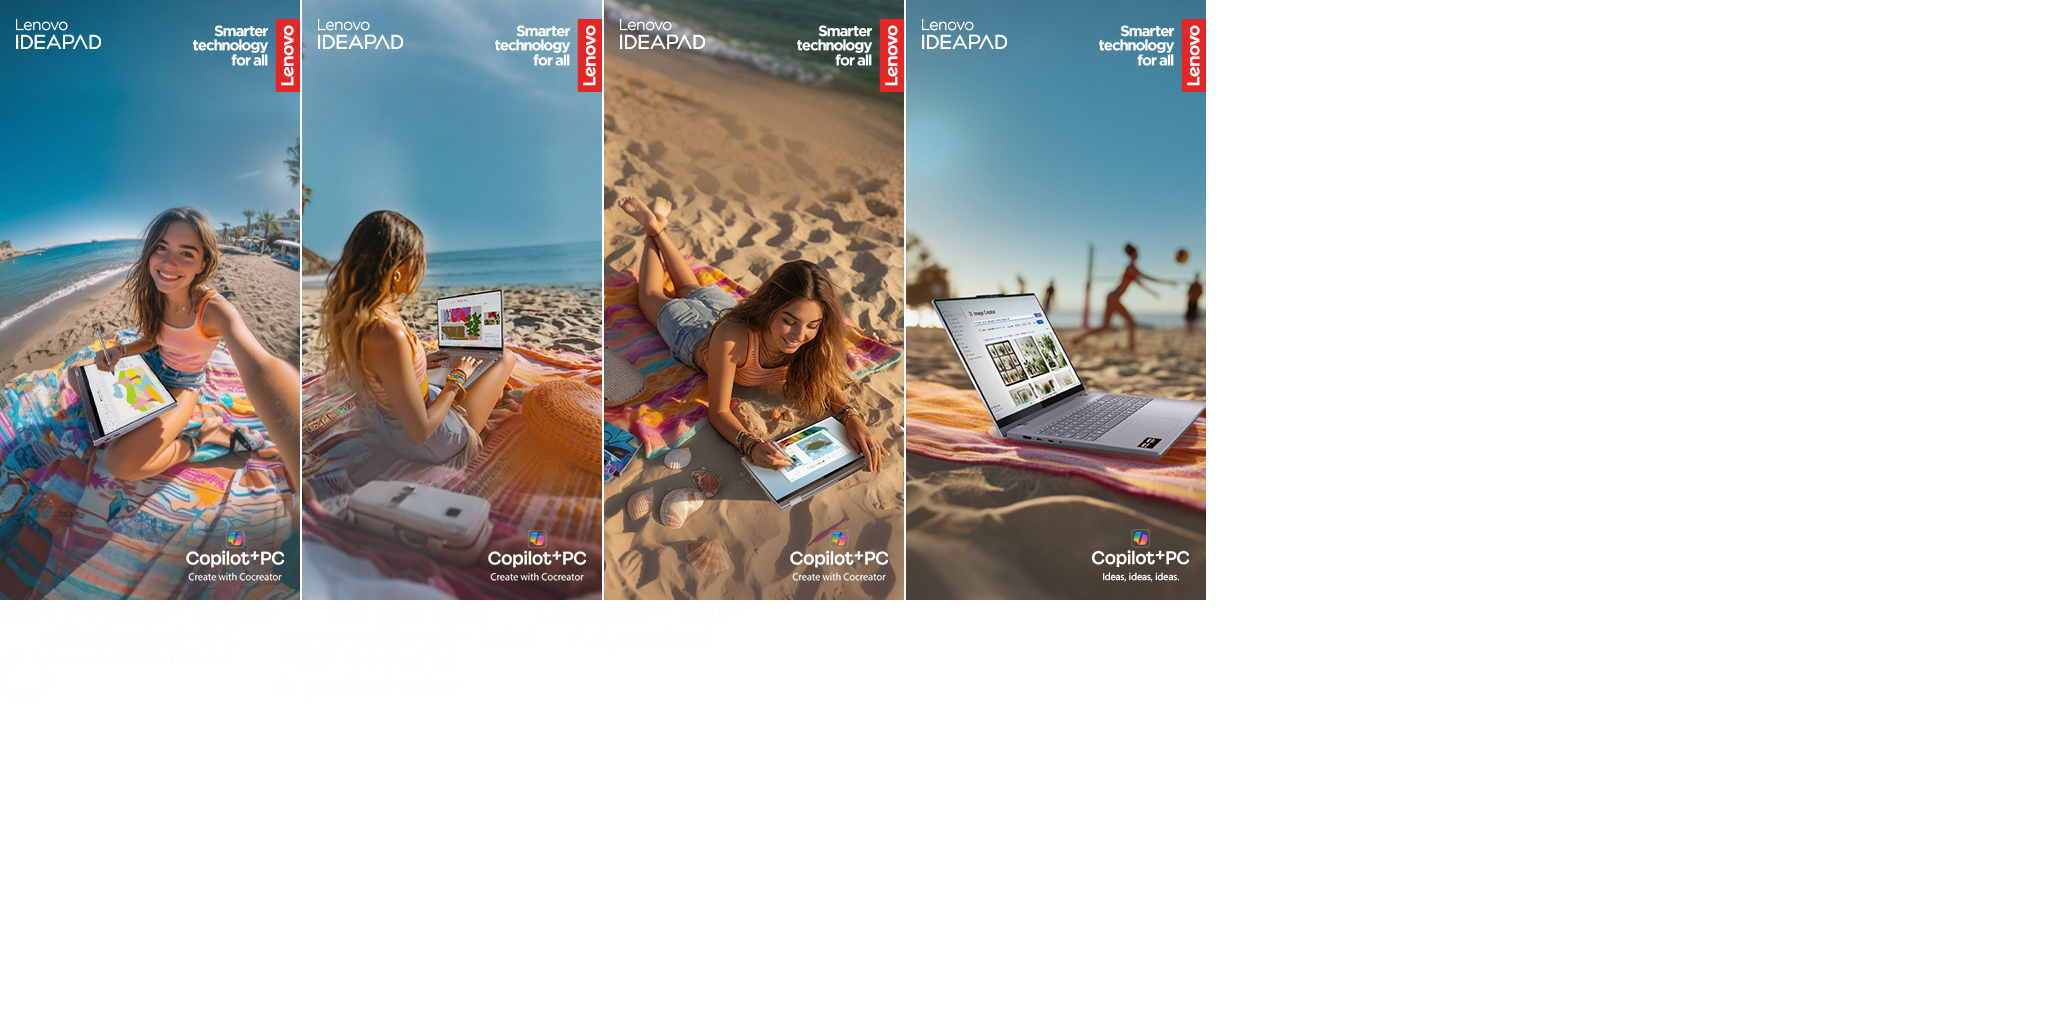 Lenovo
IDEAPAD
Smarter
technology
for all
Lenovo
Copilot+PC
Create with Cocreator
Lenovo
IDEAPAD
Smarter
technology
for all
Lenovo
Copilot+PC
Create with Cocreator
Lenovo
IDEAPAD
Smarter
technology
for all
Lenovo
Copilot+PC
Create with Cocreator
Lenovo
IDEAPAD
Smarter
technology
for all
Lenovo
Image Creator
Copilot+PC
Ideas, ideas, ideas.